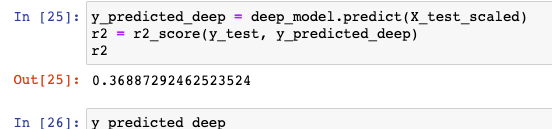 In [25]: y_predicted_deep = deep_model.predict(X_test_scaled)
r2 = r2_score(y_test, y_predicted_deep)
r2
Out[25]: 0.36887292462523524
In [26]: y_predicted_deep